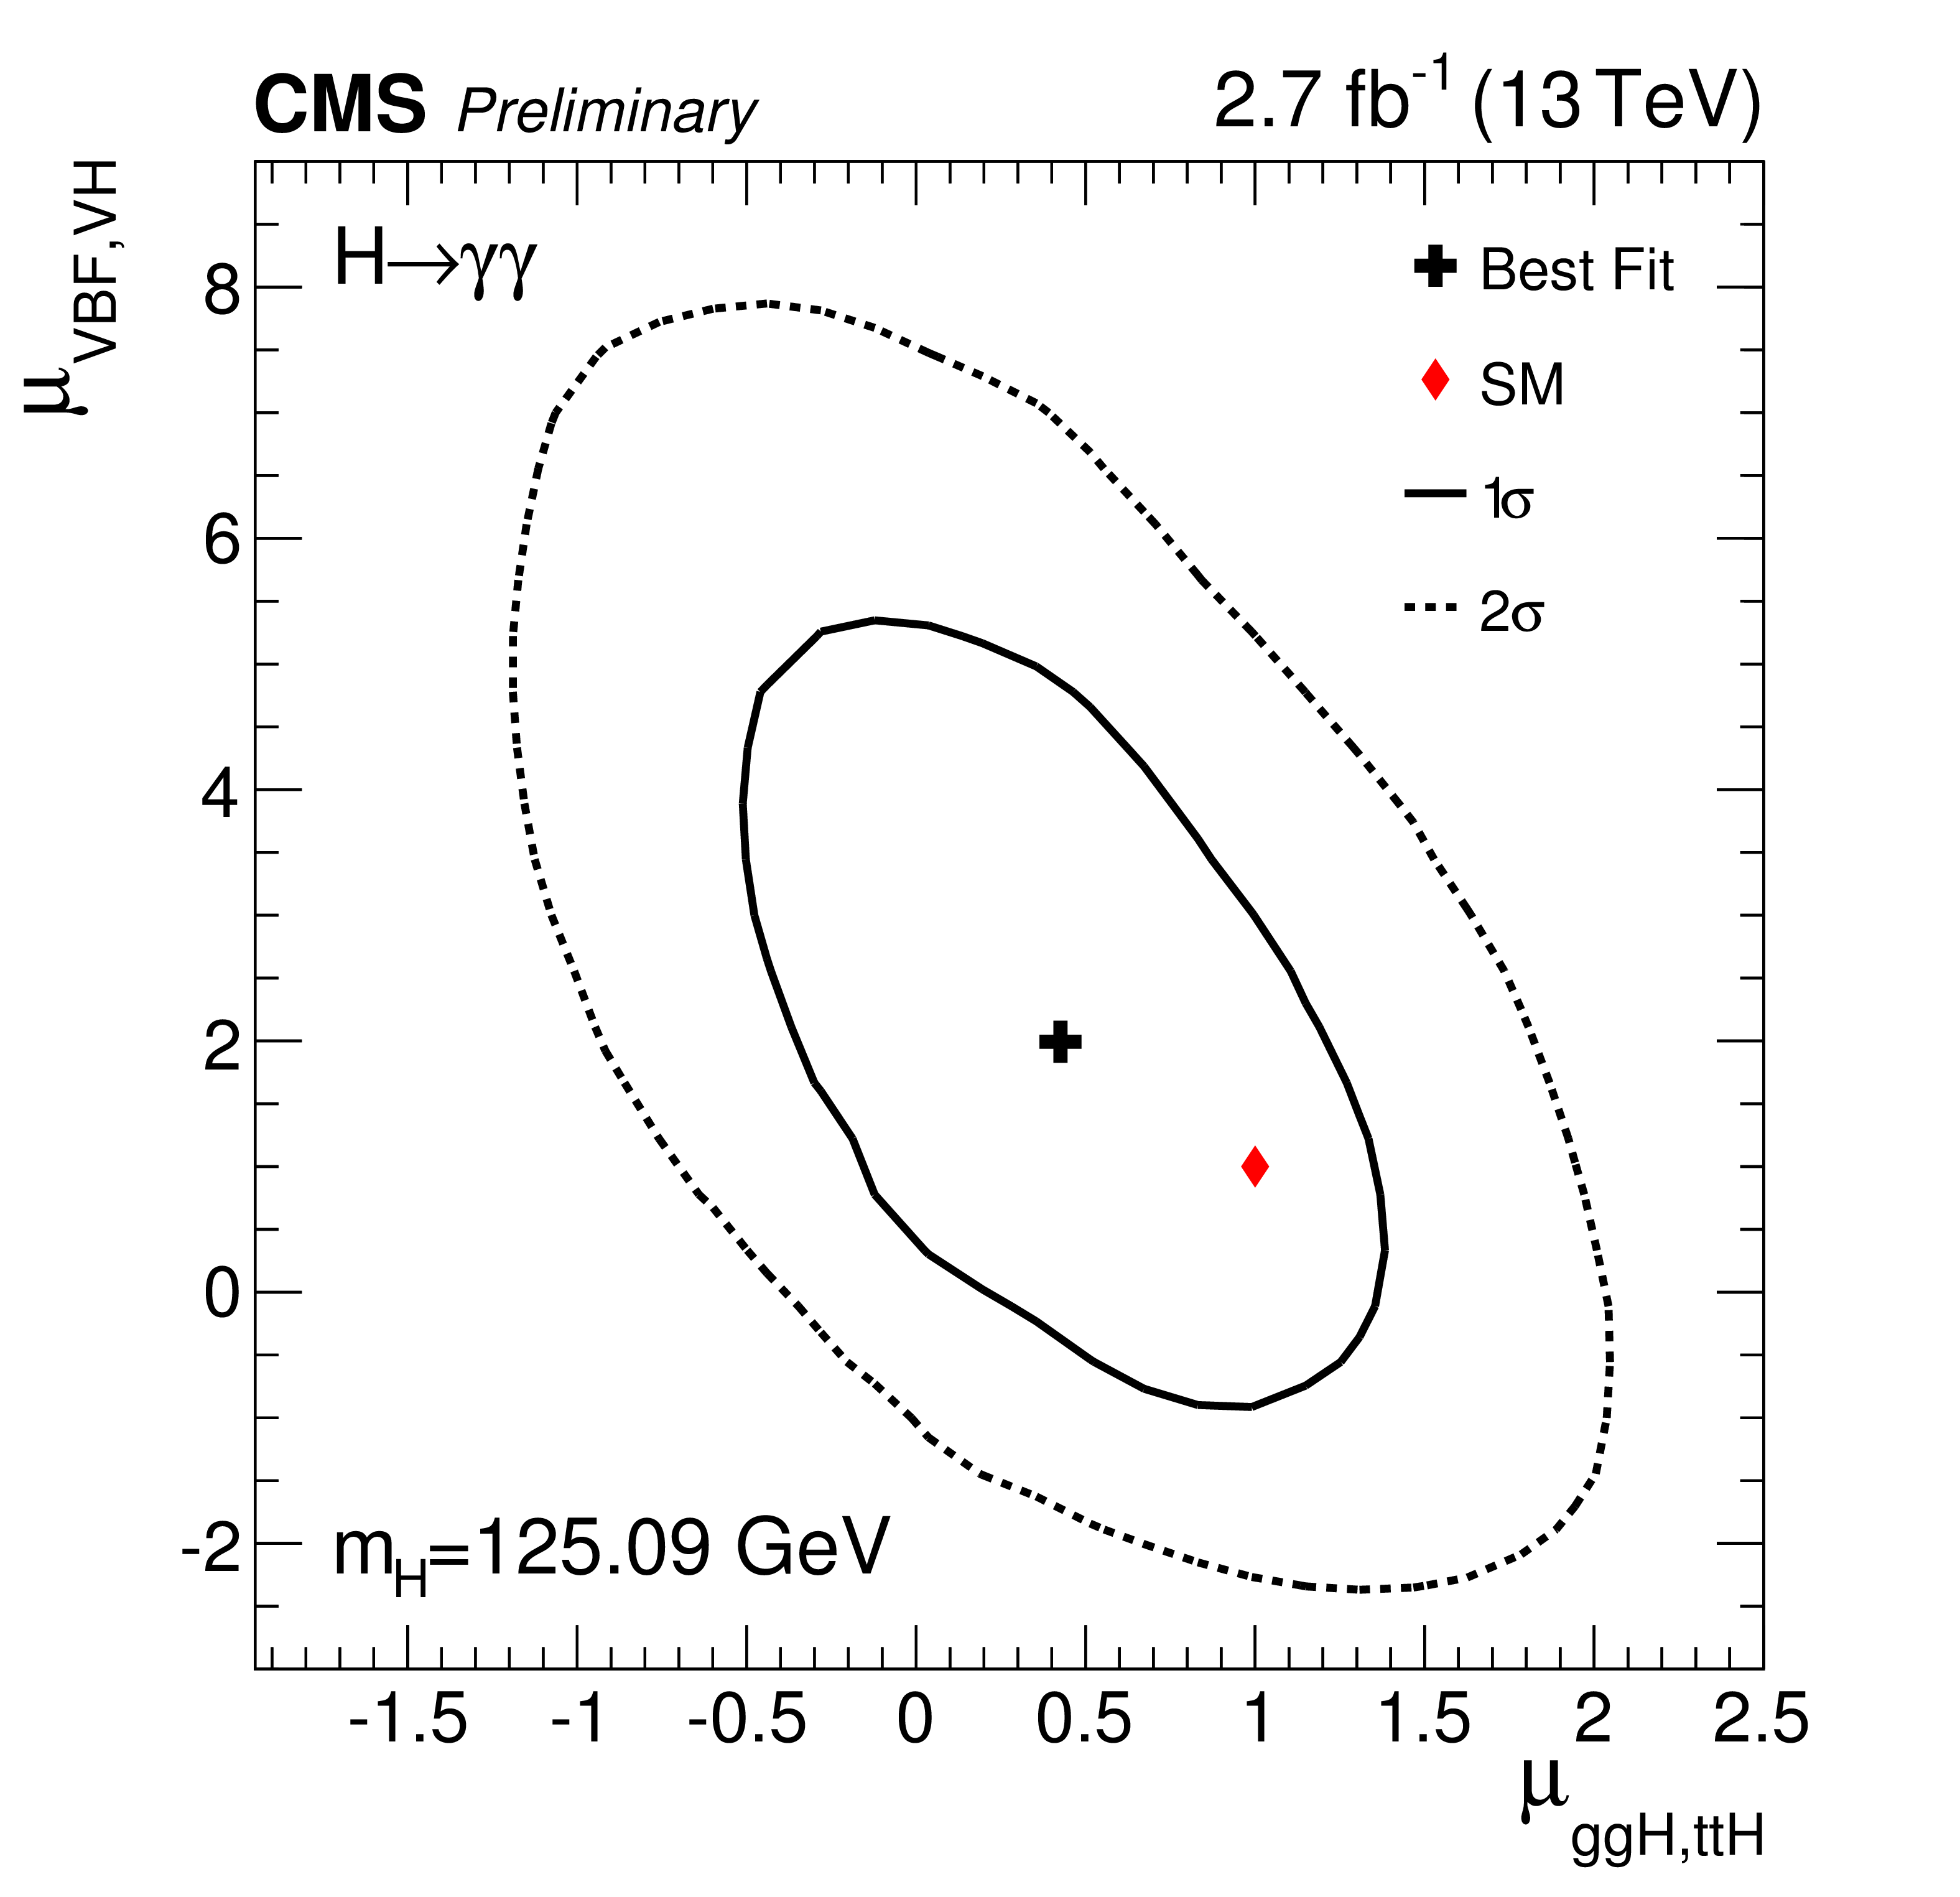 CMS Preliminary 2.7 fb-1 (13 TeV)
μVBF,VH
H→γγ
Best Fit
SM
1σ
2σ
8
6
4
2
0
-2
mH=125.09 GeV
-1.5 -1 -0.5 0 0.5 1 1.5 2 2.5
μggH,ttH